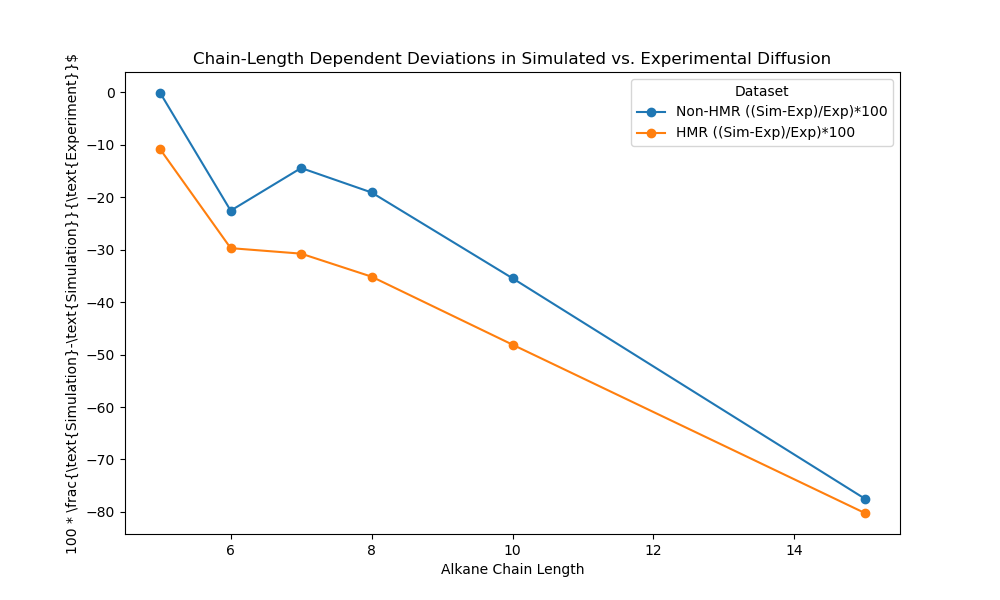 Chain-Length Dependent Deviations in Simulated vs. Experimental Diffusion
100 * \frac{\text{Simulation}-\text{Simulation}}{\text{Experiment}}$
0
−10
−20
−30
−40
−50
−60
−70
−80
Dataset
Non-HMR ((Sim-Exp)/Exp)*100
HMR ((Sim-Exp)/Exp)*100
6
8
10
12
14
Alkane Chain Length